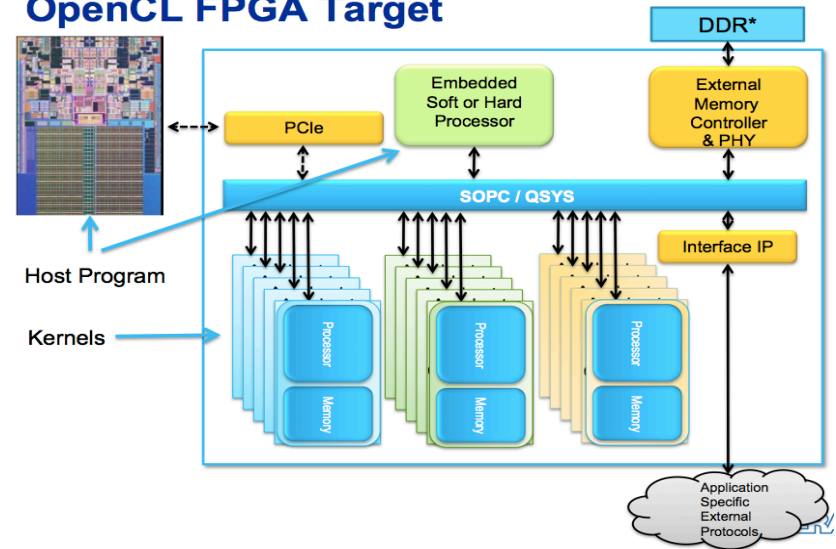 OpenCL FPGA Target
DDR*
Embedded
Soft or Hard
Processor
External
Memory
Controller
& PHY
PCIe
SOPC / QSYS
Interface IP
Host Program
Kernels
Processor
Memory
Processor
Memory
Processor
Memory
Application
Specific
External
Protocols